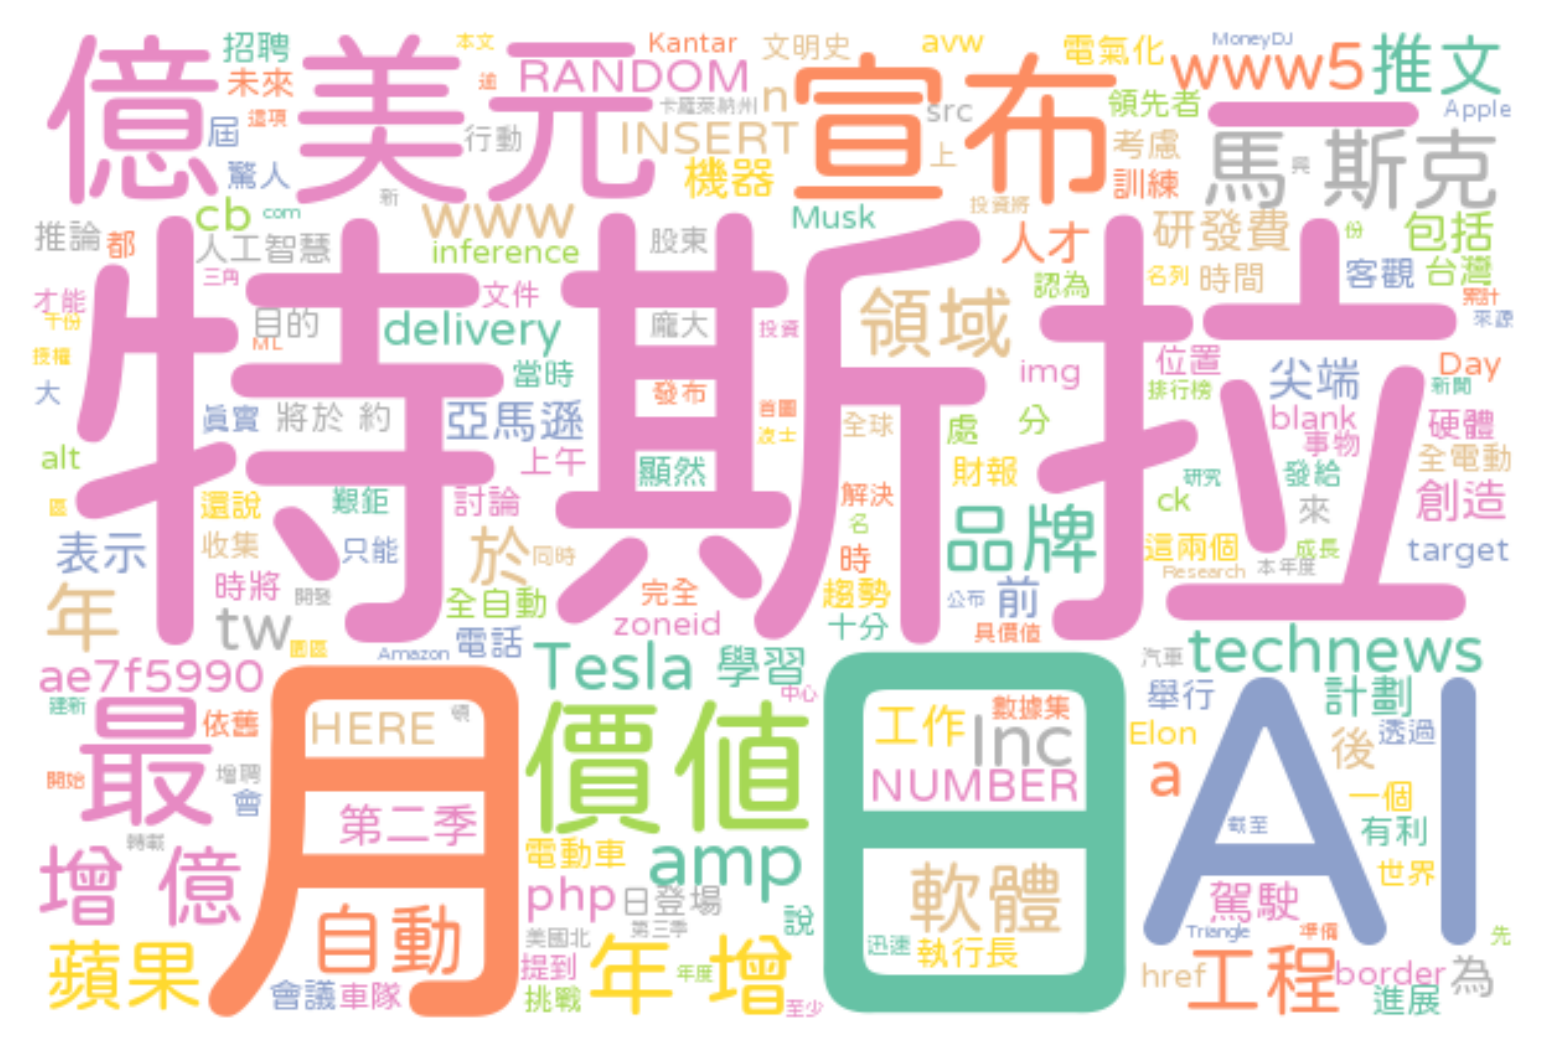 招聘 本文 Kantar 文明史 avw 電氣化 MoneyDJ
億 美元 宣布 www5 推文
未來 逾 RANDOM n 領先者 Apple
屆 這項 行動 卡羅萊納州 src 一
驚人 INSERT 機器 上 考慮 馬 與 斯克
新 訓練
cb com www Musk 投資將 研發費 份 包括
推論 都 人工智慧 inference 股東 人才 台灣
特斯拉
三角 文件 認為 名列 時間 客觀 累計
才能 目的 delivery 龐大 投資 領域 來源
午份 ML
授權 當時 img 位置 尖端 Day
大 發布 排行榜 新聞
真實 將於 約 亞馬遜 首圖 波士 全球 處 分 blank 硬體
事物
alt 上午 顯然 財報 研究 發給 全電動
區 還說 艱鉅 討論 解決 ck 來 創造
表示 收集 只能 於 同時 名 時 品牌 這兩個 成長 target
Research 本年度
年 時將 開發 全自動 完全 趨勢 公布 前
tw 園區 電話 zoneid 十分 具價值
Amazon Tesla 學習 汽車 technews
ae7f5990 中心 舉行 計劃
建新 最 依舊 月 HERE 頓 價值 日 工作 數據集 Inc Elon AI 後 透過
開始 增聘 會 NUMBER a 一個
第二季 截至 有利
轉載 電動車 amp 世界
增 億 php 日登場 軟體 駕駛
自動 美國北 第三季 說 迅速 執行長 Triangle 準備 先
蘋果 提到 年增 年度 href 工程 border 為
會議 車隊 挑戰 至少 進展